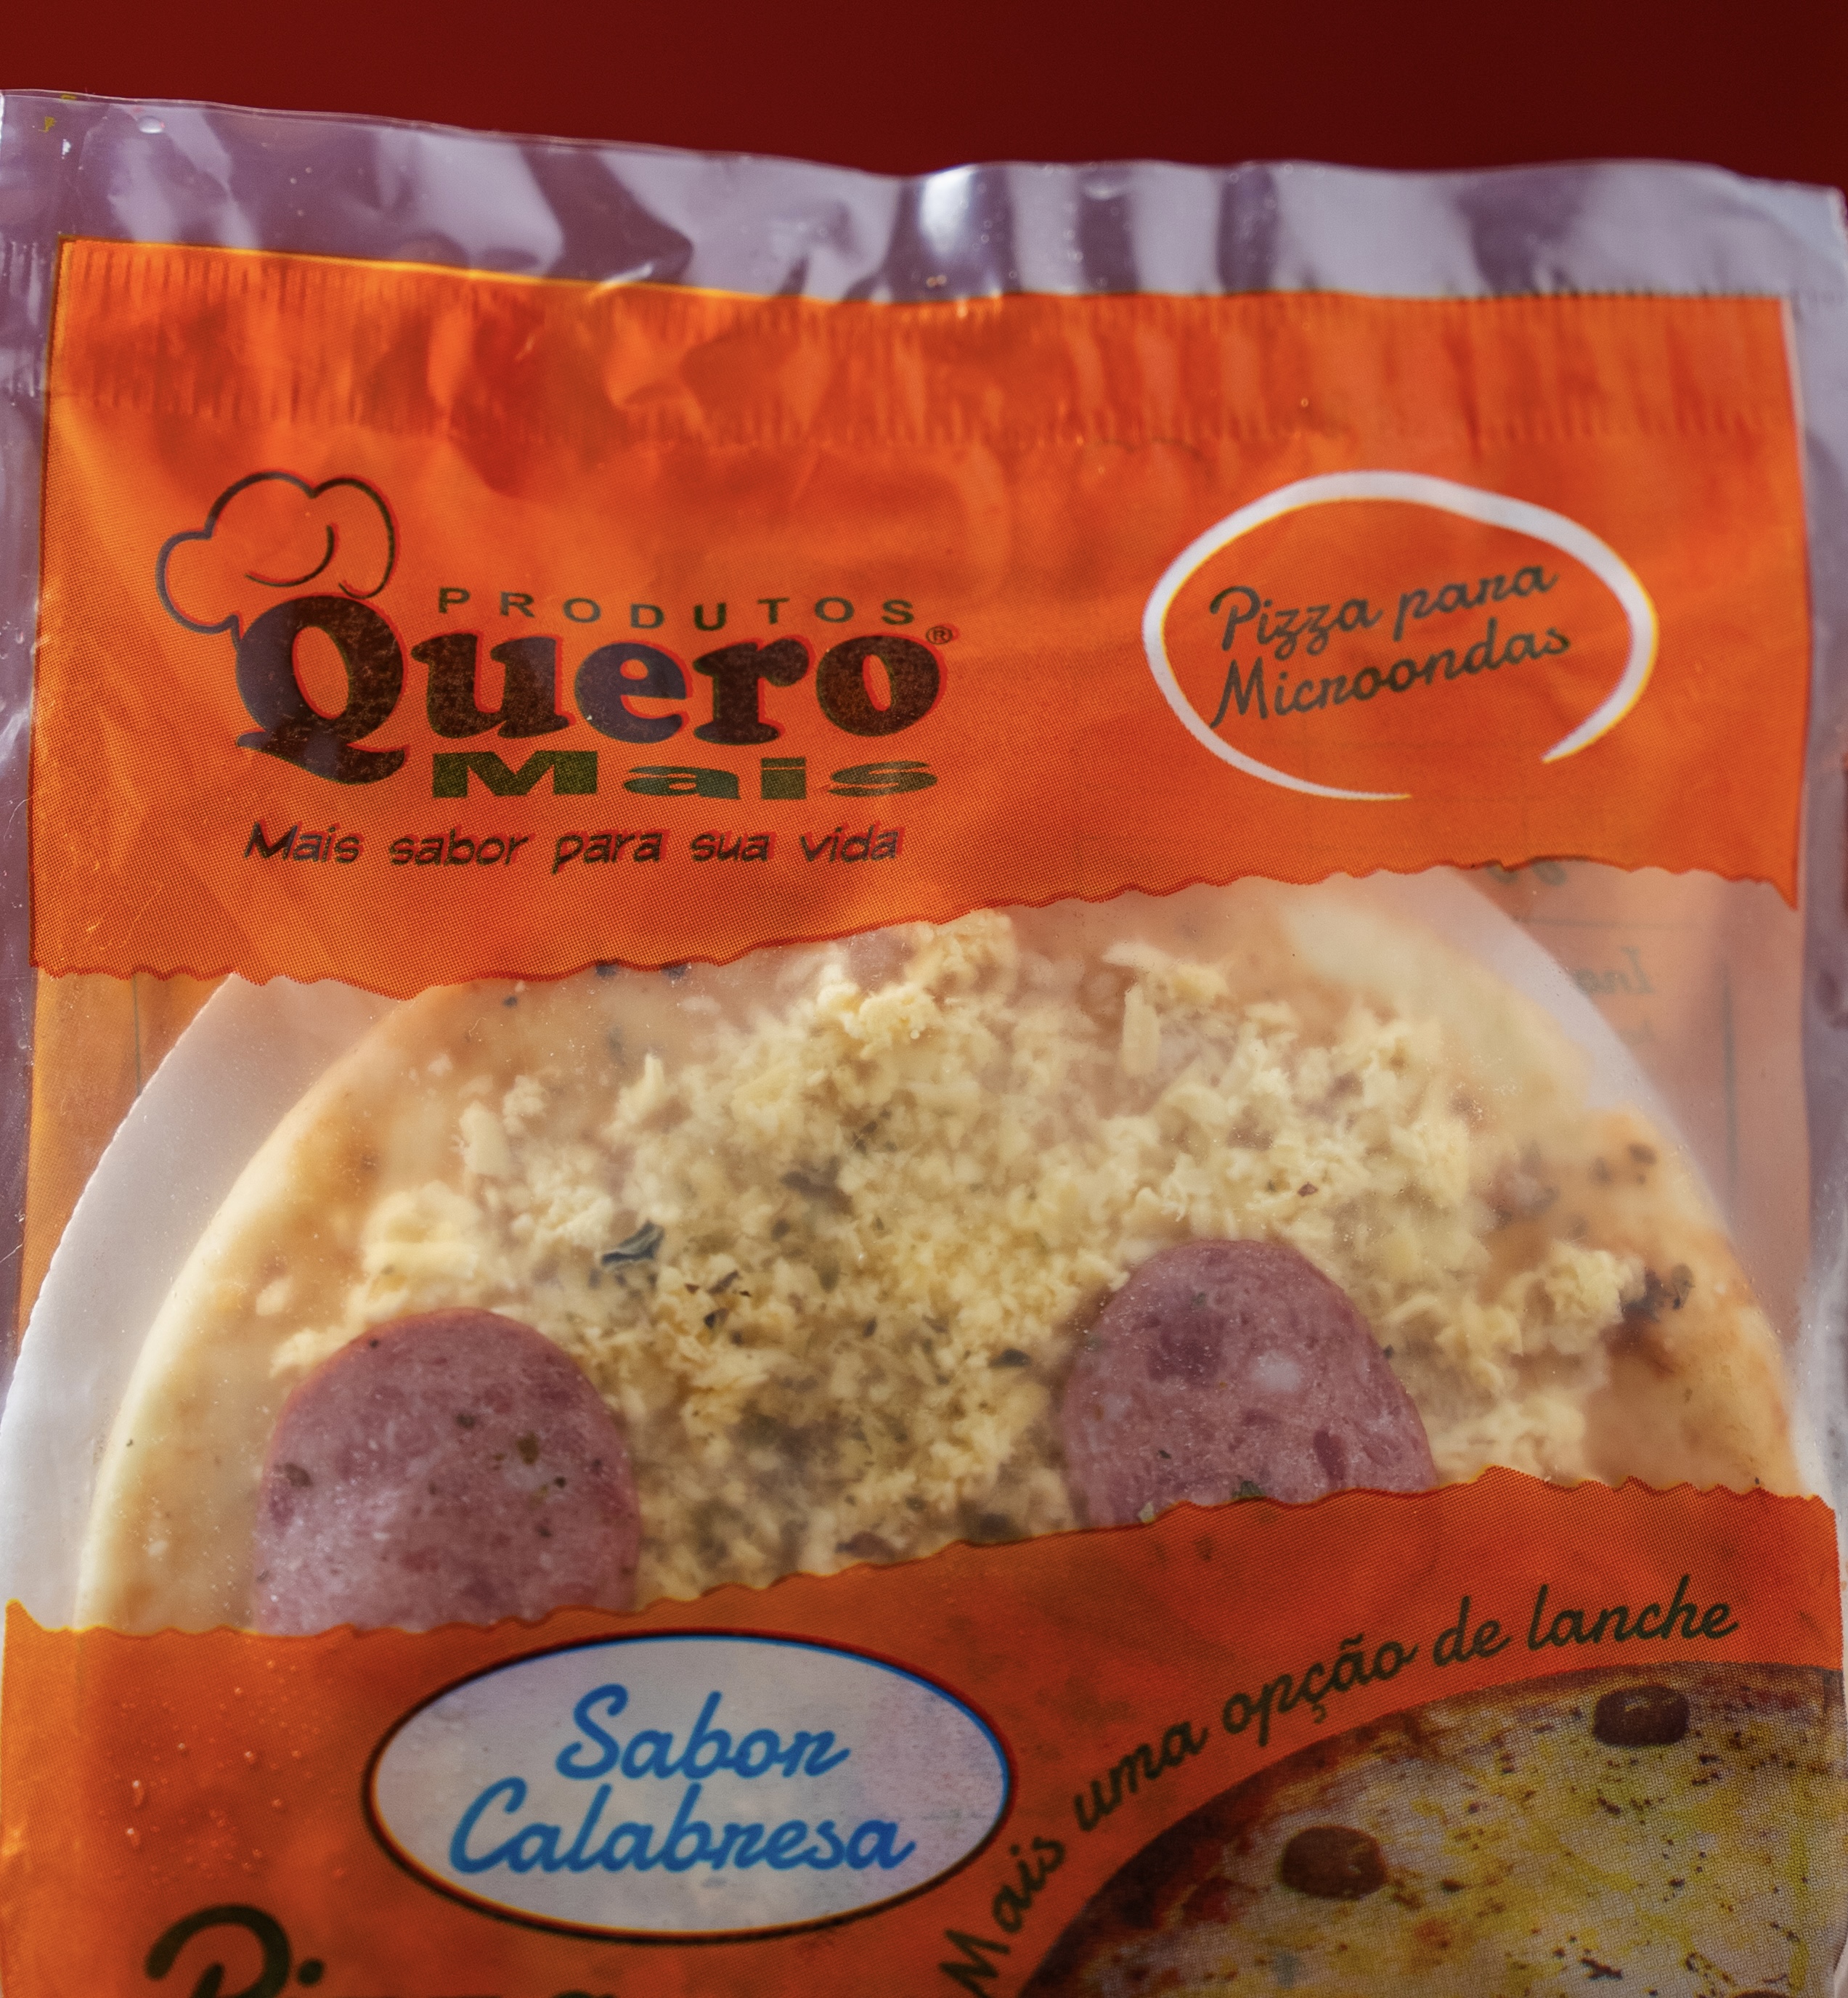 PRODUTOS
Quero®
Mais
Mais sabor para sua vida
Pizza para
Microondas
Sabor
Calabresa
Mais uma opção de lanche